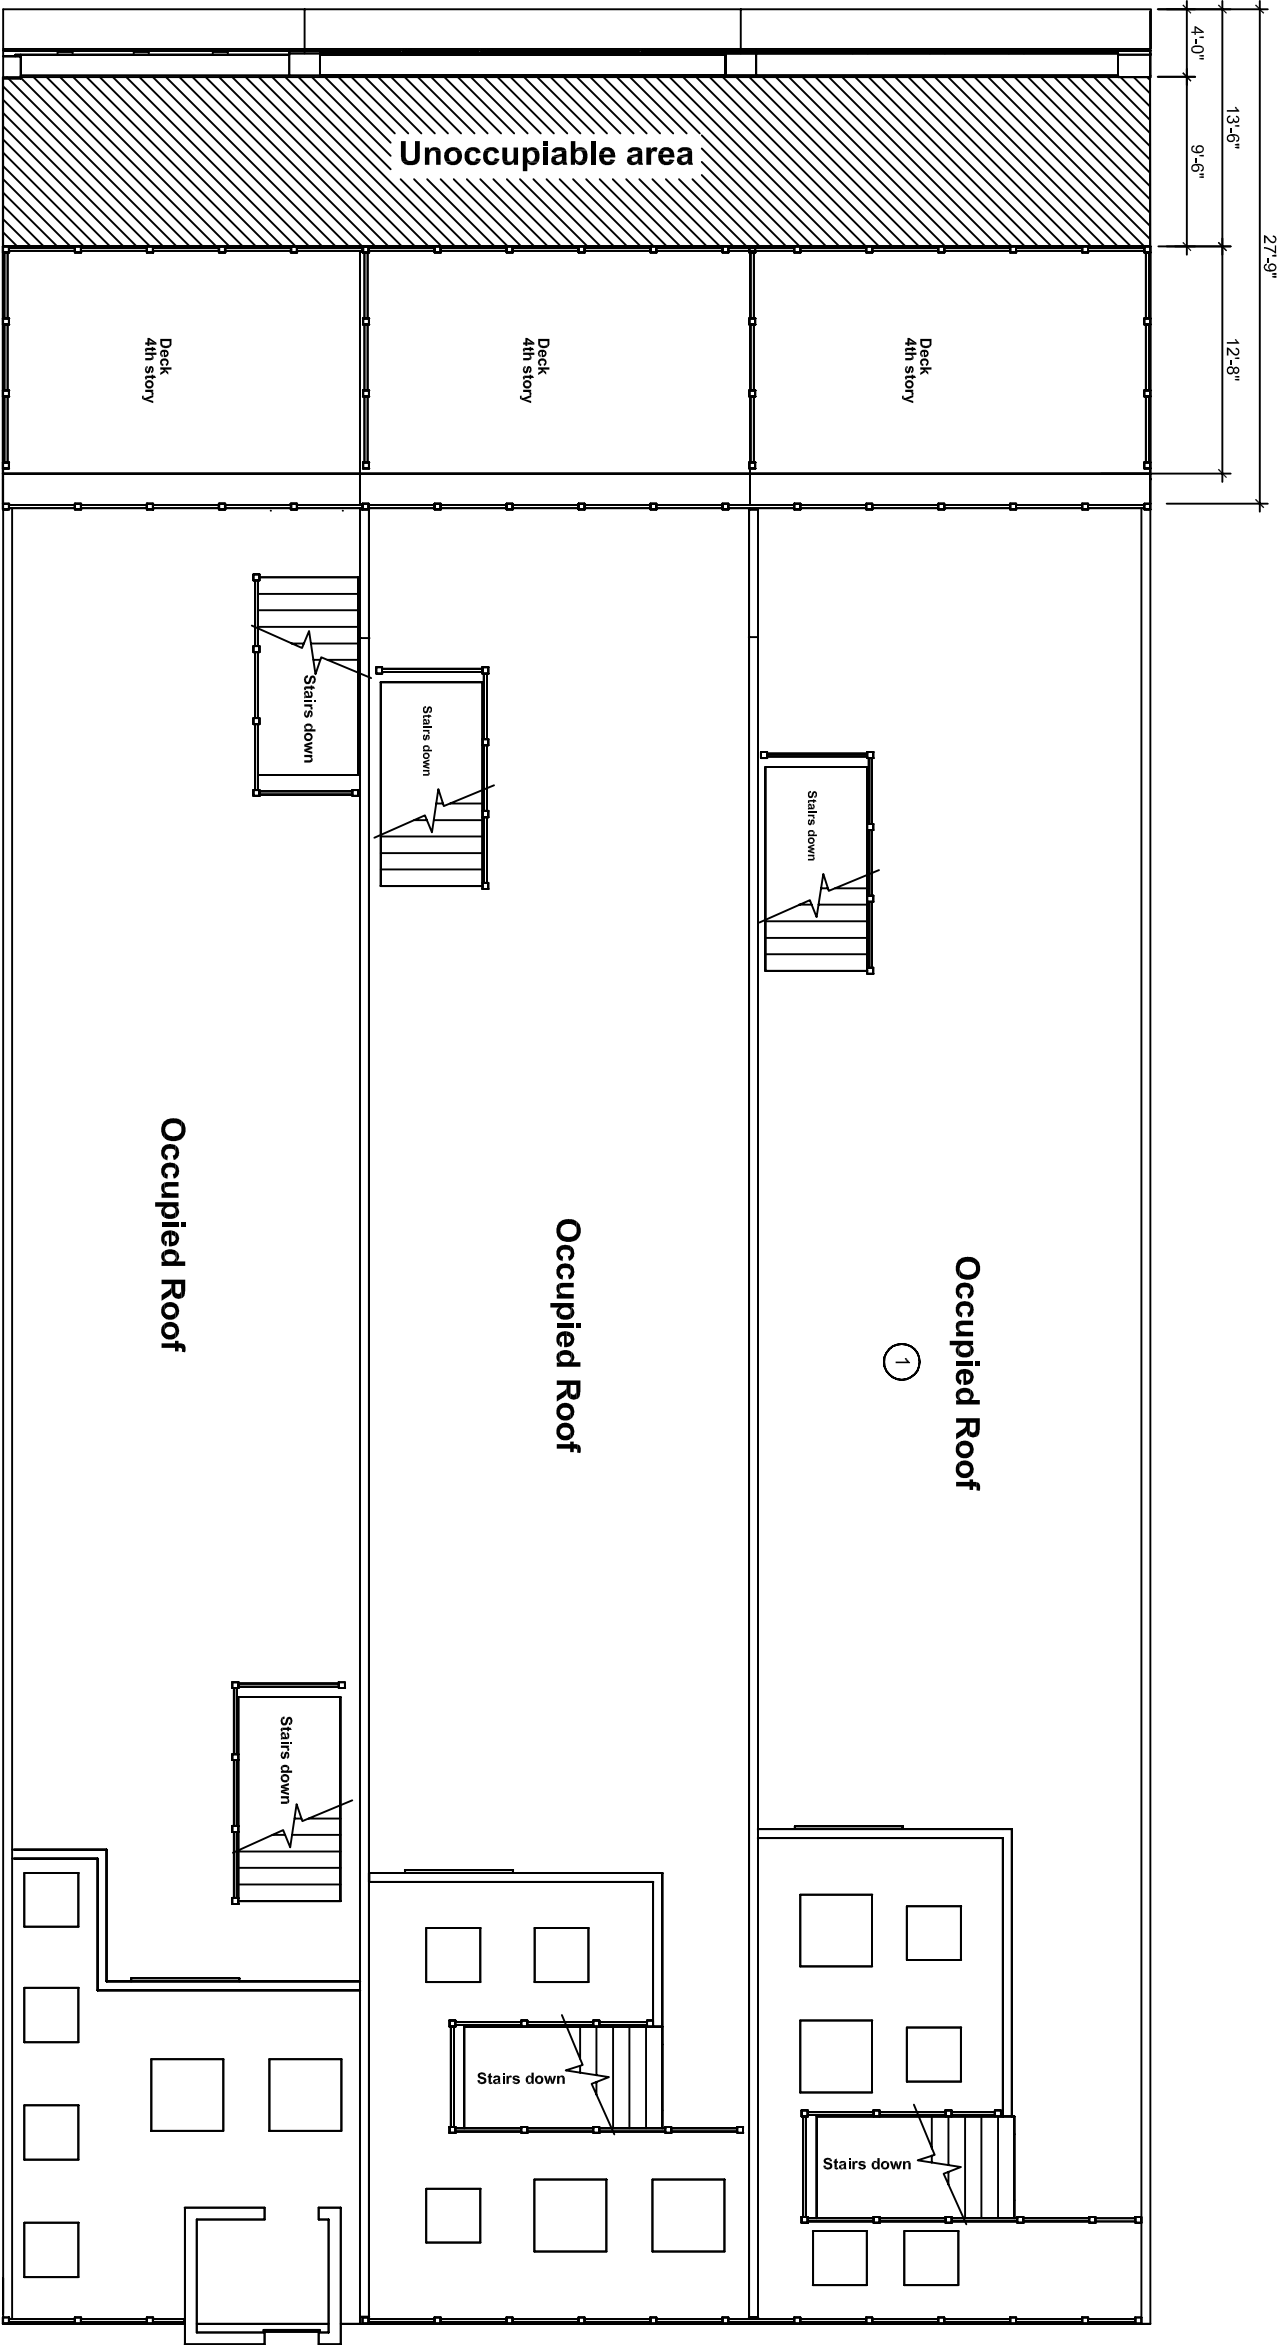 4'-0"
13'-6"
9'-6"
27'-9"
Unoccupiable area
12'-8"
Deck
4th story
Deck
4th story
Deck
4th story
Stairs down
Stairs down
Stairs down
Occupied Roof
Occupied Roof
Occupied Roof
1
Stairs down
Stairs down
Stairs down